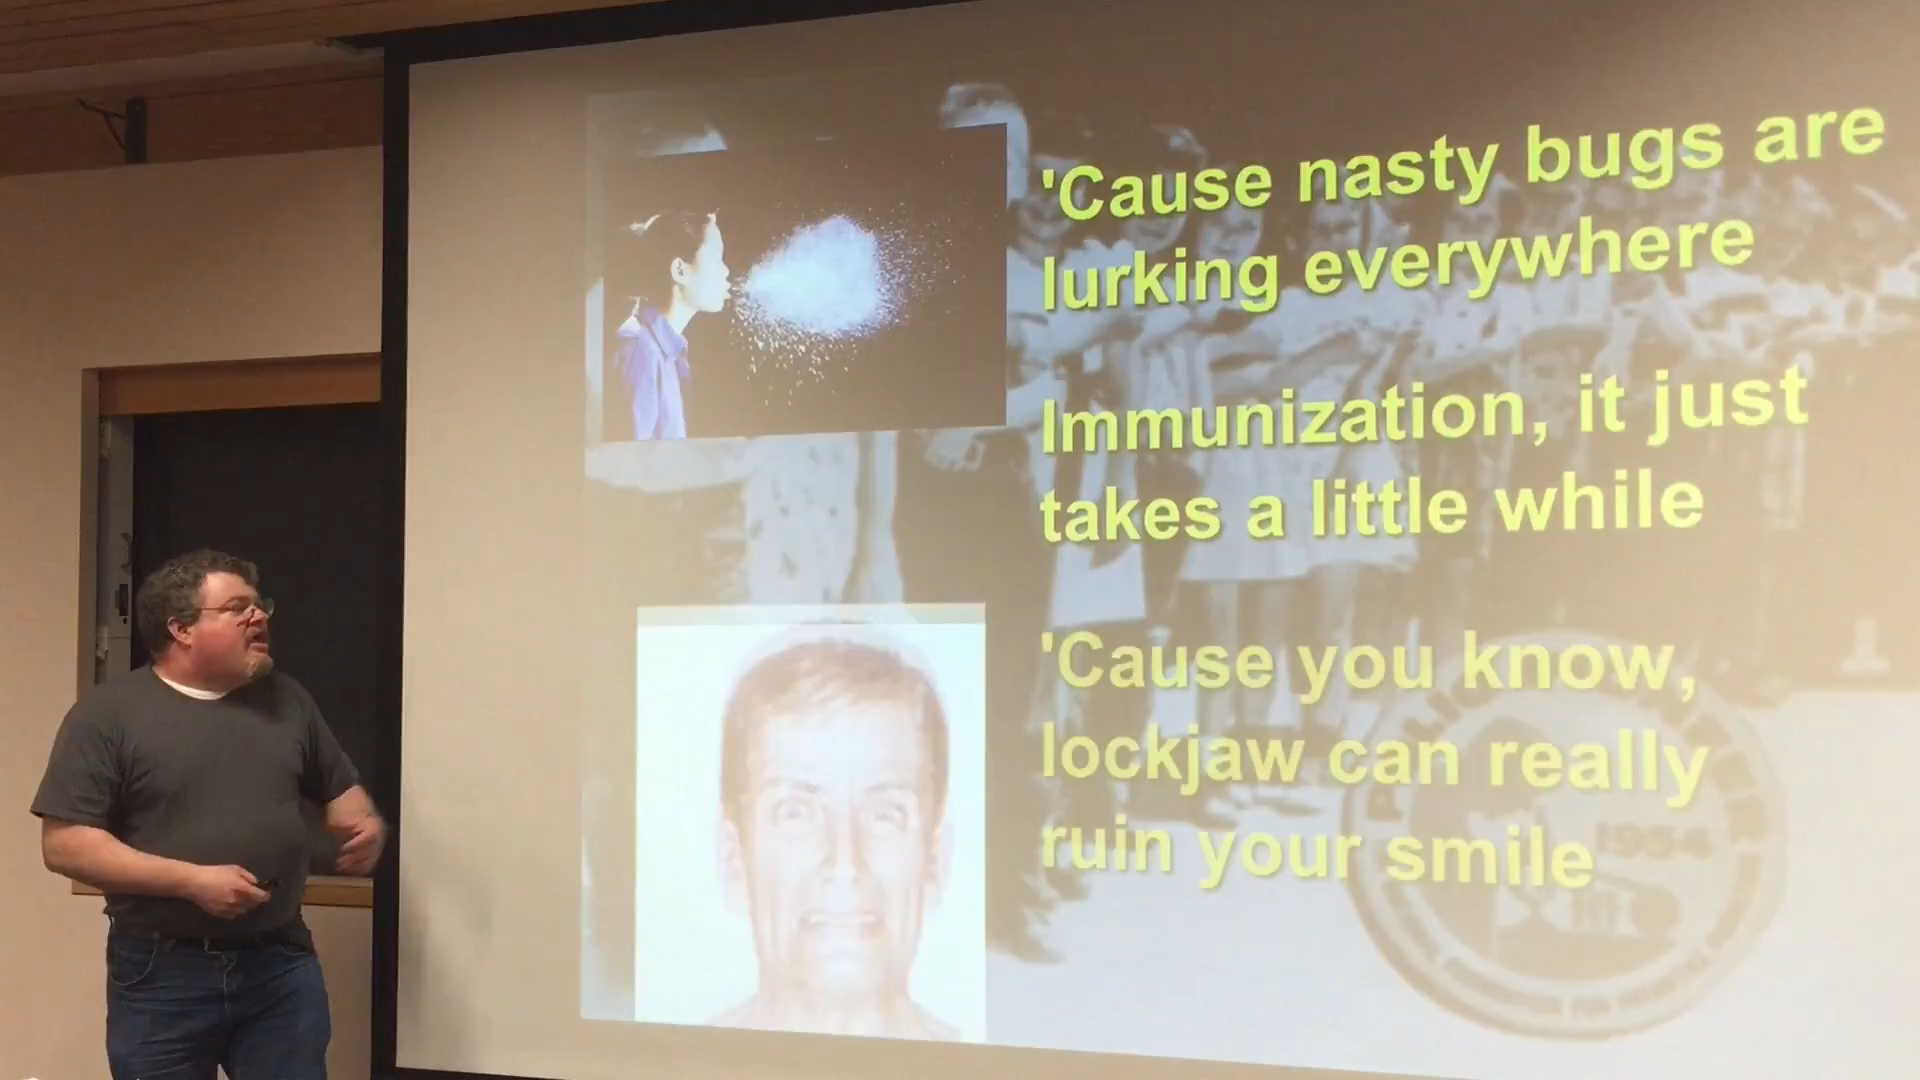 'Cause nasty bugs are
lurking everywhere
Immunization, it just
takes a little while
'Cause you know,
lockjaw can really
ruin your smile
1954